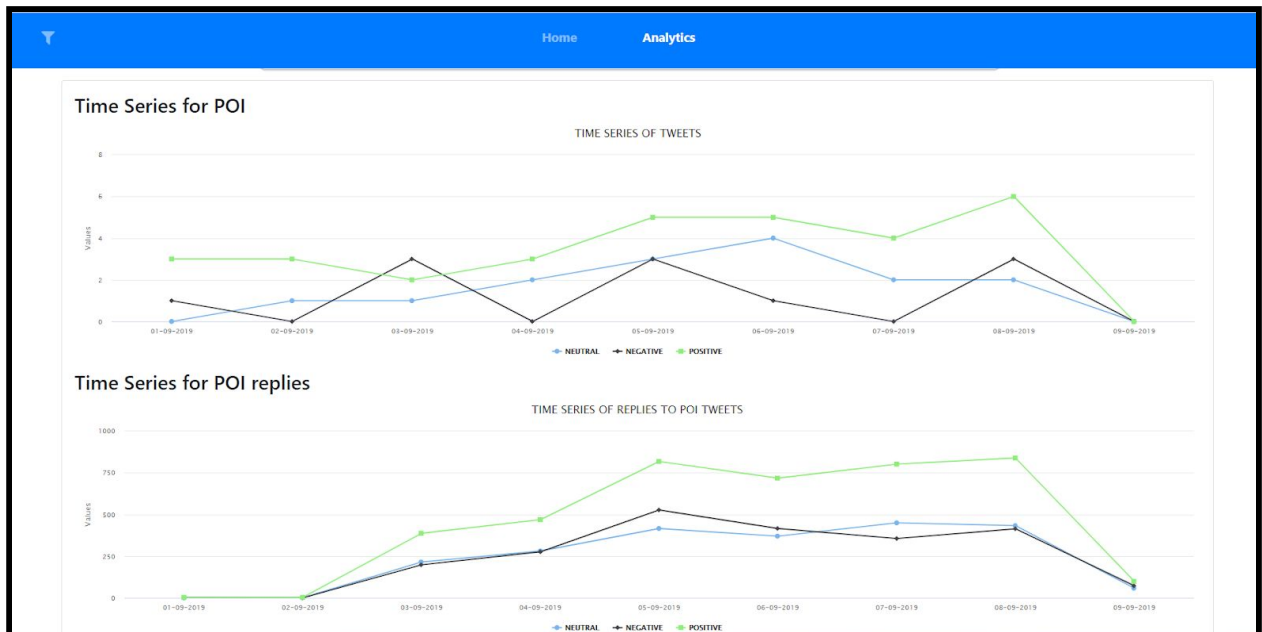 Home Analytics
Time Series for POI
TIME SERIES OF TWEETS
8
6
4
2
0
Values
01-09-2019 02-09-2019 03-09-2019 04-09-2019 05-09-2019 06-09-2019 07-09-2019 08-09-2019 09-09-2019
NEUTRAL NEGATIVE POSITIVE
Time Series for POI replies
TIME SERIES OF REPLIES TO POI TWEETS
1000
750
500
250
0
Values
01-09-2019 02-09-2019 03-09-2019 04-09-2019 05-09-2019 06-09-2019 07-09-2019 08-09-2019 09-09-2019
NEUTRAL NEGATIVE POSITIVE